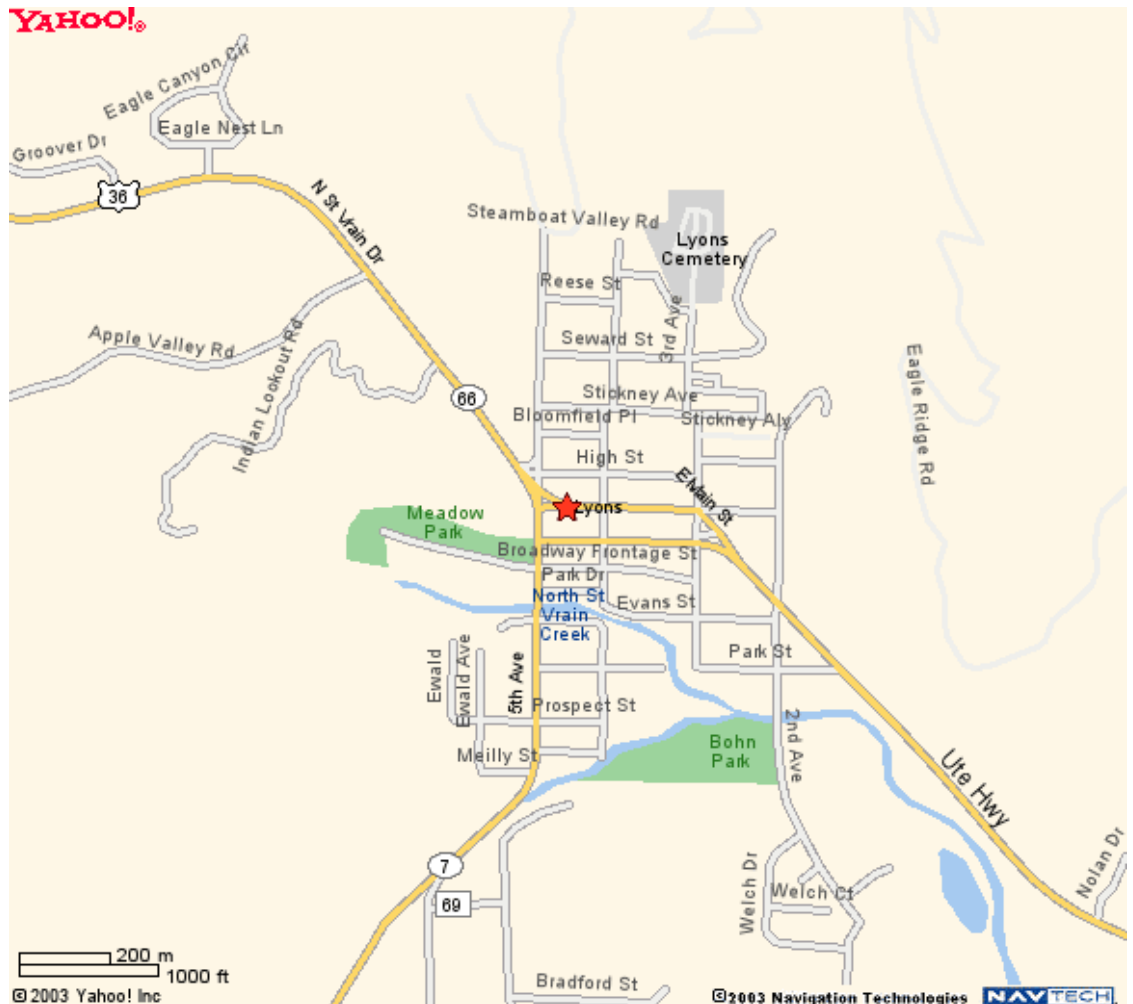 YAHOO!®
Eagle Canyon Cir
Eagle Nest Ln
Groover Dr
36
N St Vrain Dr
Steamboat Valley Rd
Lyons
Cemetery
Reese St
3rd Ave
Seward St
Apple Valley Rd
Indian Lookout Rd
Eagle Ridge Rd
66
Stickney Ave
Bloomfield Pl
Stickney Aly
High St
E Main St
Lyons
Meadow
Park
Broadway Frontage St
Park Dr
North St
Vrain
Creek
Evans St
Park St
Ewald
Ewald Ave
5th Ave
Prospect St
2nd Ave
Meilly St
Bohn
Park
Ute Hwy
7
69
Welch Dr
Welch Ct
Nolan Dr
200 m
1000 ft
Bradford St
©2003 Yahoo! Inc
©2003 Navigation Technologies
NAVTECH